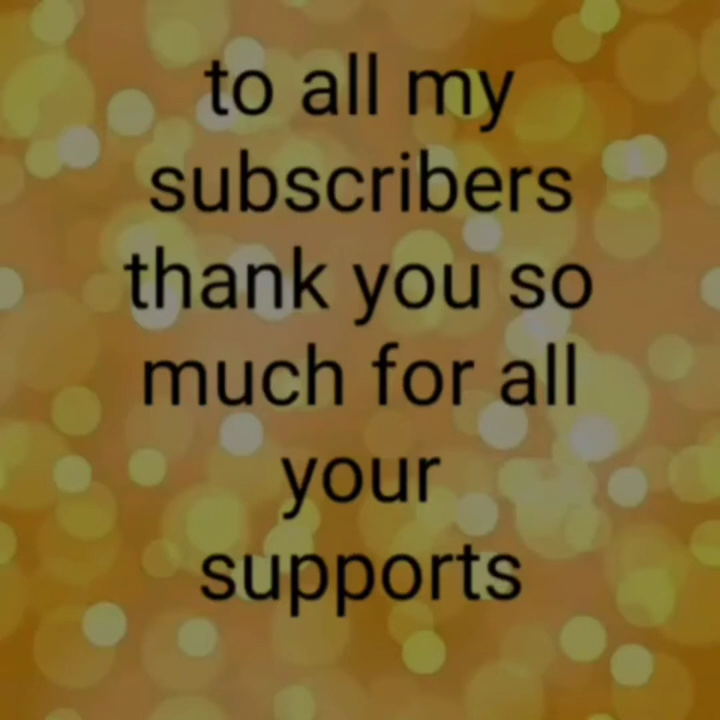 to all my
subscribers
thank you so
much for all
your
supports